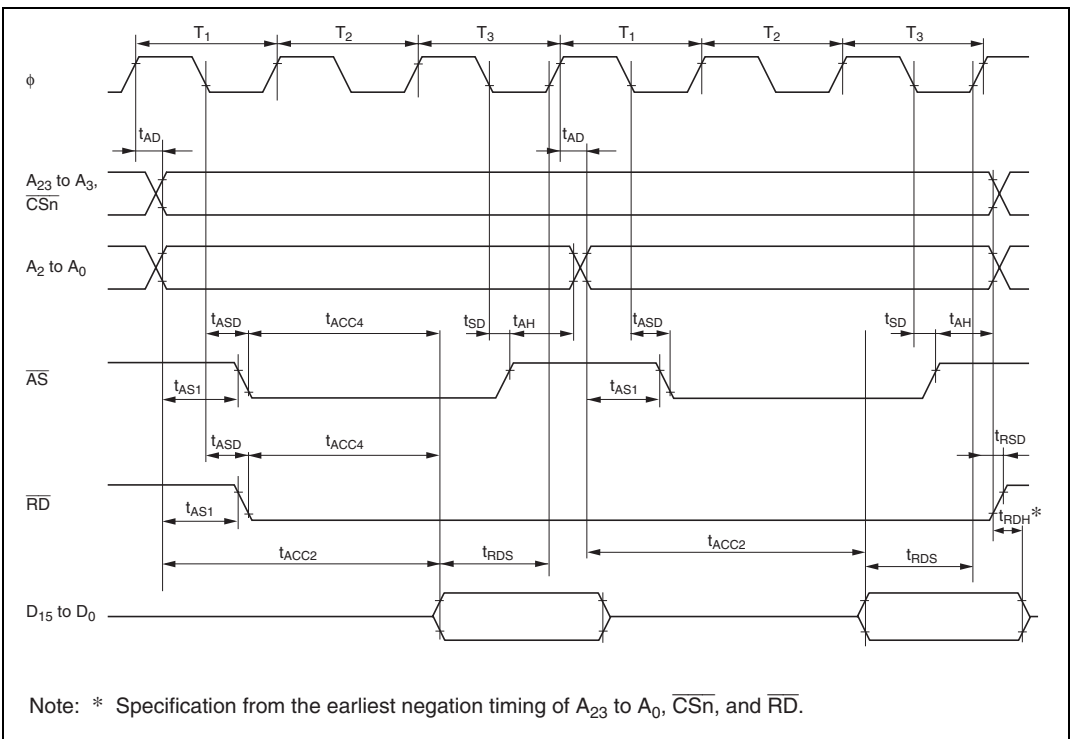 T1 T2 T3 T1 T2 T3
ϕ
tAD tAD
A23 to A3,
CSn
A2 to A0
tASD tACC4 tSD tAH tASD tSD tAH
AS
tAS1 tAS1
tASD tACC4 tRSD
RD
tAS1 tRDH*
tACC2 tRDS tACC2 tRDS
D15 to D0
Note: * Specification from the earliest negation timing of A23 to A0, CSn, and RD.